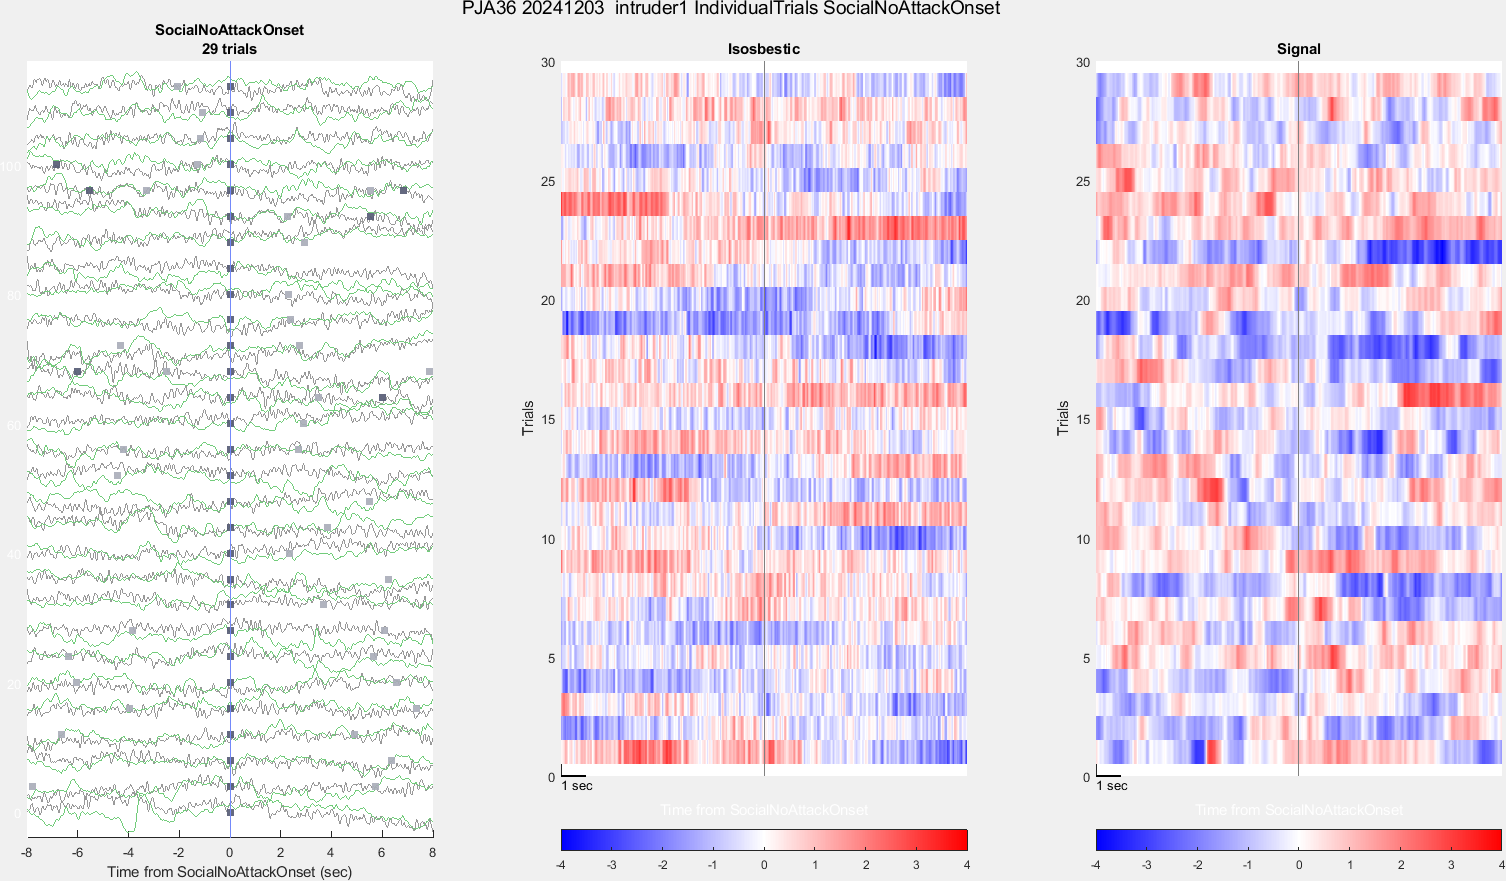 PJA36 20241203  intruder1 IndividualTrials SocialNoAttackOnset
SocialNoAttackOnset
29 trials
100
80
60
40
20
0
-8 -6 -4 -2 0 2 4 6 8
Time from SocialNoAttackOnset (sec)
Isosbestic
Trials
30
25
20
15
10
5
0
1 sec
Time from SocialNoAttackOnset
-4 -3 -2 -1 0 1 2 3 4
Signal
Trials
30
25
20
15
10
5
0
1 sec
Time from SocialNoAttackOnset
-4 -3 -2 -1 0 1 2 3 4